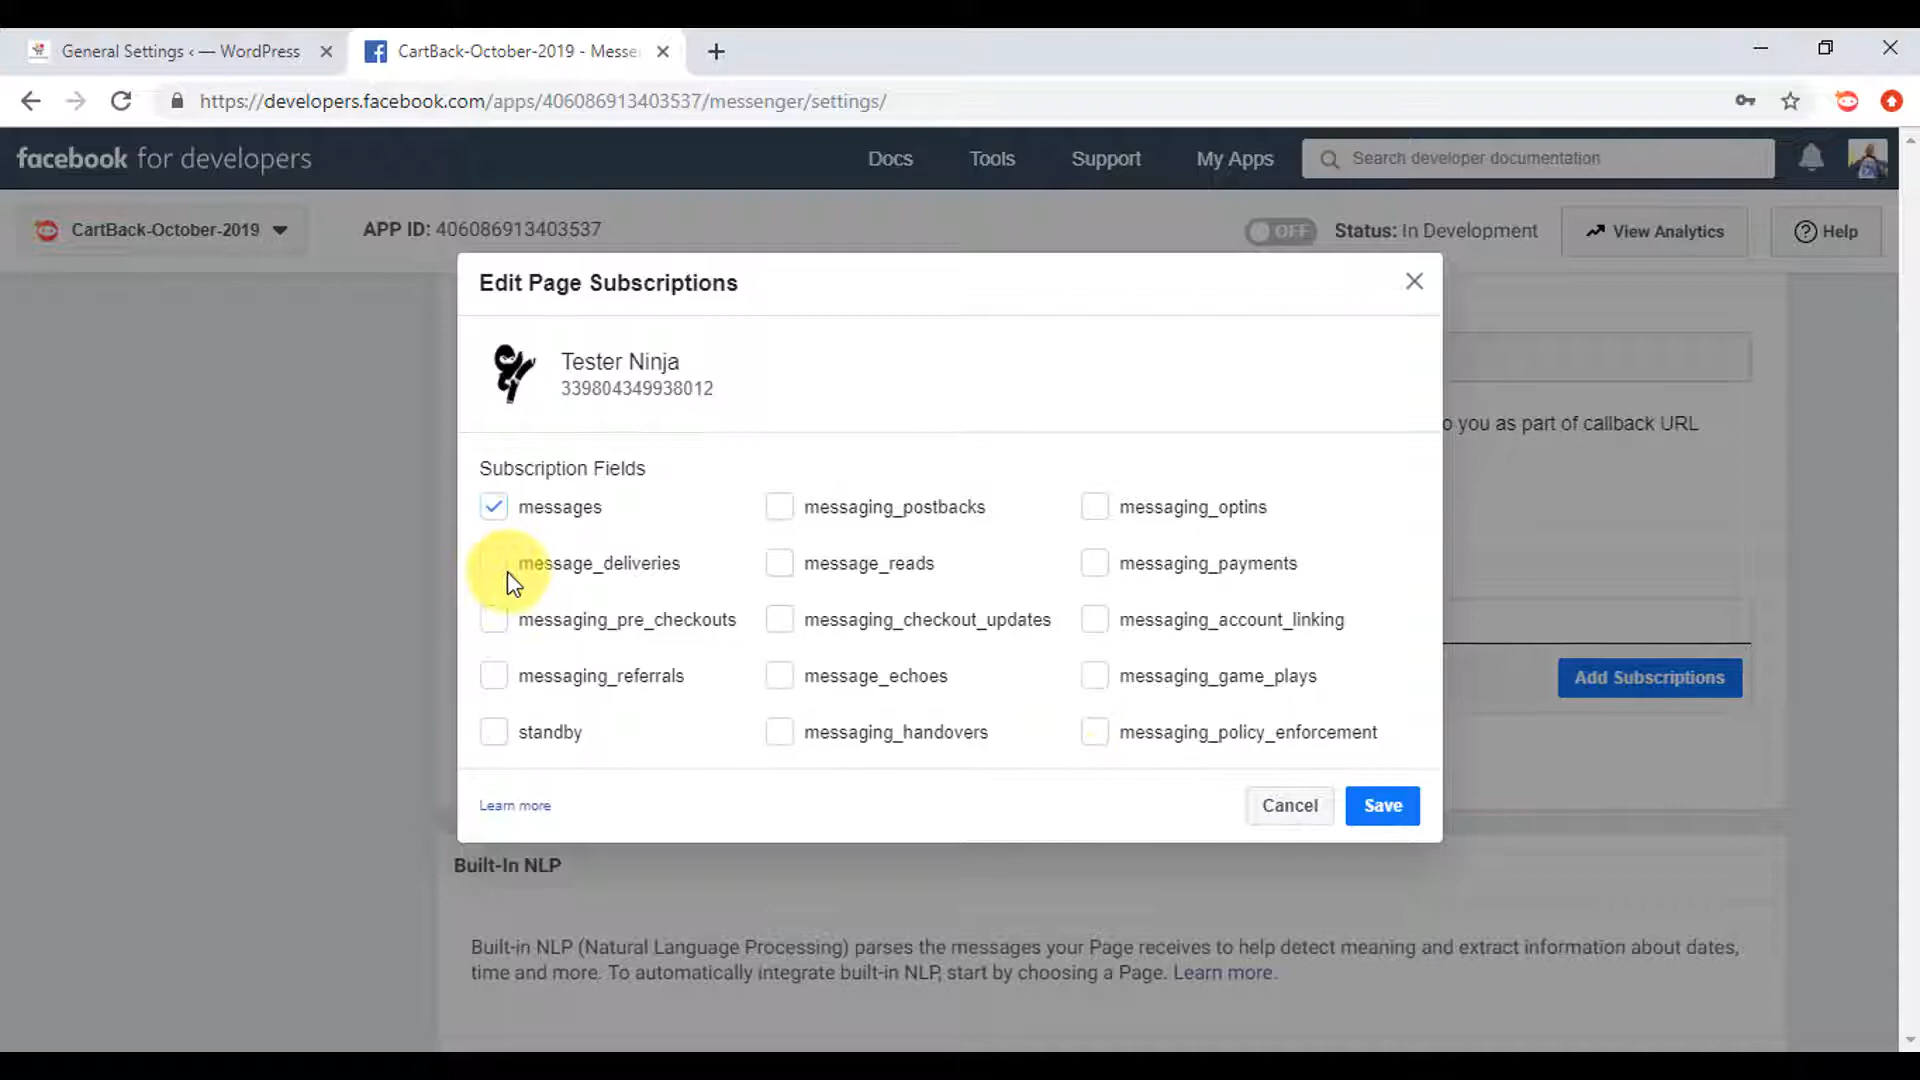 General Settings ‹ — WordPress
CartBack-October-2019 - Messe
https://developers.facebook.com/apps/406086913403537/messenger/settings/
facebook for developers
Docs
Tools
Support
My Apps
Search developer documentation
CartBack-October-2019
APP ID: 406086913403537
OFF
Status: In Development
View Analytics
Help
Edit Page Subscriptions
Tester Ninja
339804349938012
o you as part of callback URL
Subscription Fields
messages
messaging_postbacks
messaging_optins
message_deliveries
message_reads
messaging_payments
messaging_pre_checkouts
messaging_checkout_updates
messaging_account_linking
messaging_referrals
message_echoes
messaging_game_plays
Add Subscriptions
standby
messaging_handovers
messaging_policy_enforcement
Learn more
Cancel
Save
Built-In NLP
Built-in NLP (Natural Language Processing) parses the messages your Page receives to help detect meaning and extract information about dates,
time and more. To automatically integrate built-in NLP, start by choosing a Page. Learn more.